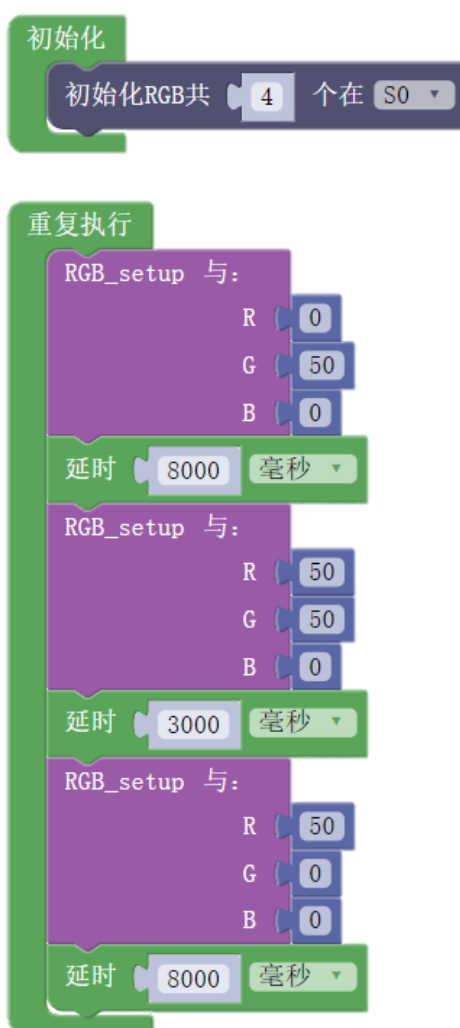 初始化
初始化RGB共 4 个在 S0
重复执行
RGB_setup 与:
R 0
G 50
B 0
延时 8000 毫秒
RGB_setup 与:
R 50
G 50
B 0
延时 3000 毫秒
RGB_setup 与:
R 50
G 0
B 0
延时 8000 毫秒